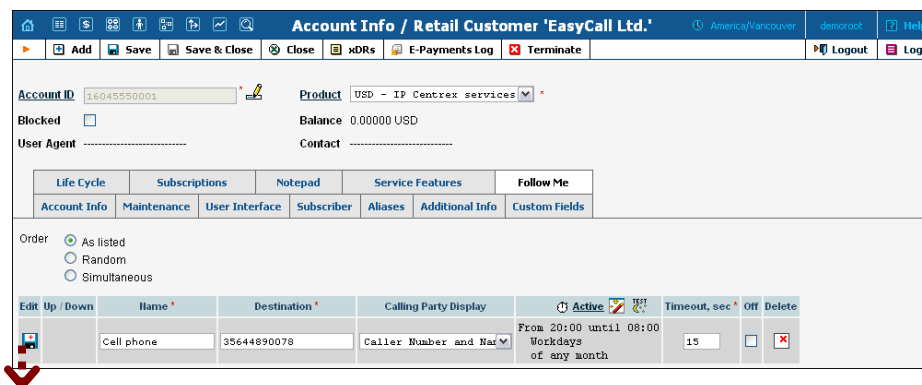 Account Info / Retail Customer 'EasyCall Ltd.' America/Vancouver demoroot Help
Add Save Save & Close Close xDRs E-Payments Log Terminate Logout Log
Account ID 16045550001 * Product USD - IP Centrex services *
Blocked Balance 0.00000 USD
User Agent ---------------------------- Contact ----------------------------
Life Cycle Subscriptions Notepad Service Features Follow Me
Account Info Maintenance User Interface Subscriber Aliases Additional Info Custom Fields
Order As listed
Random
Simultaneous
Edit Up / Down Name * Destination * Calling Party Display Active TEST Timeout, sec * Off Delete
From 20:00 until 08:00
Cell phone 35644890078 Caller Number and Nar Workdays 15
of any month